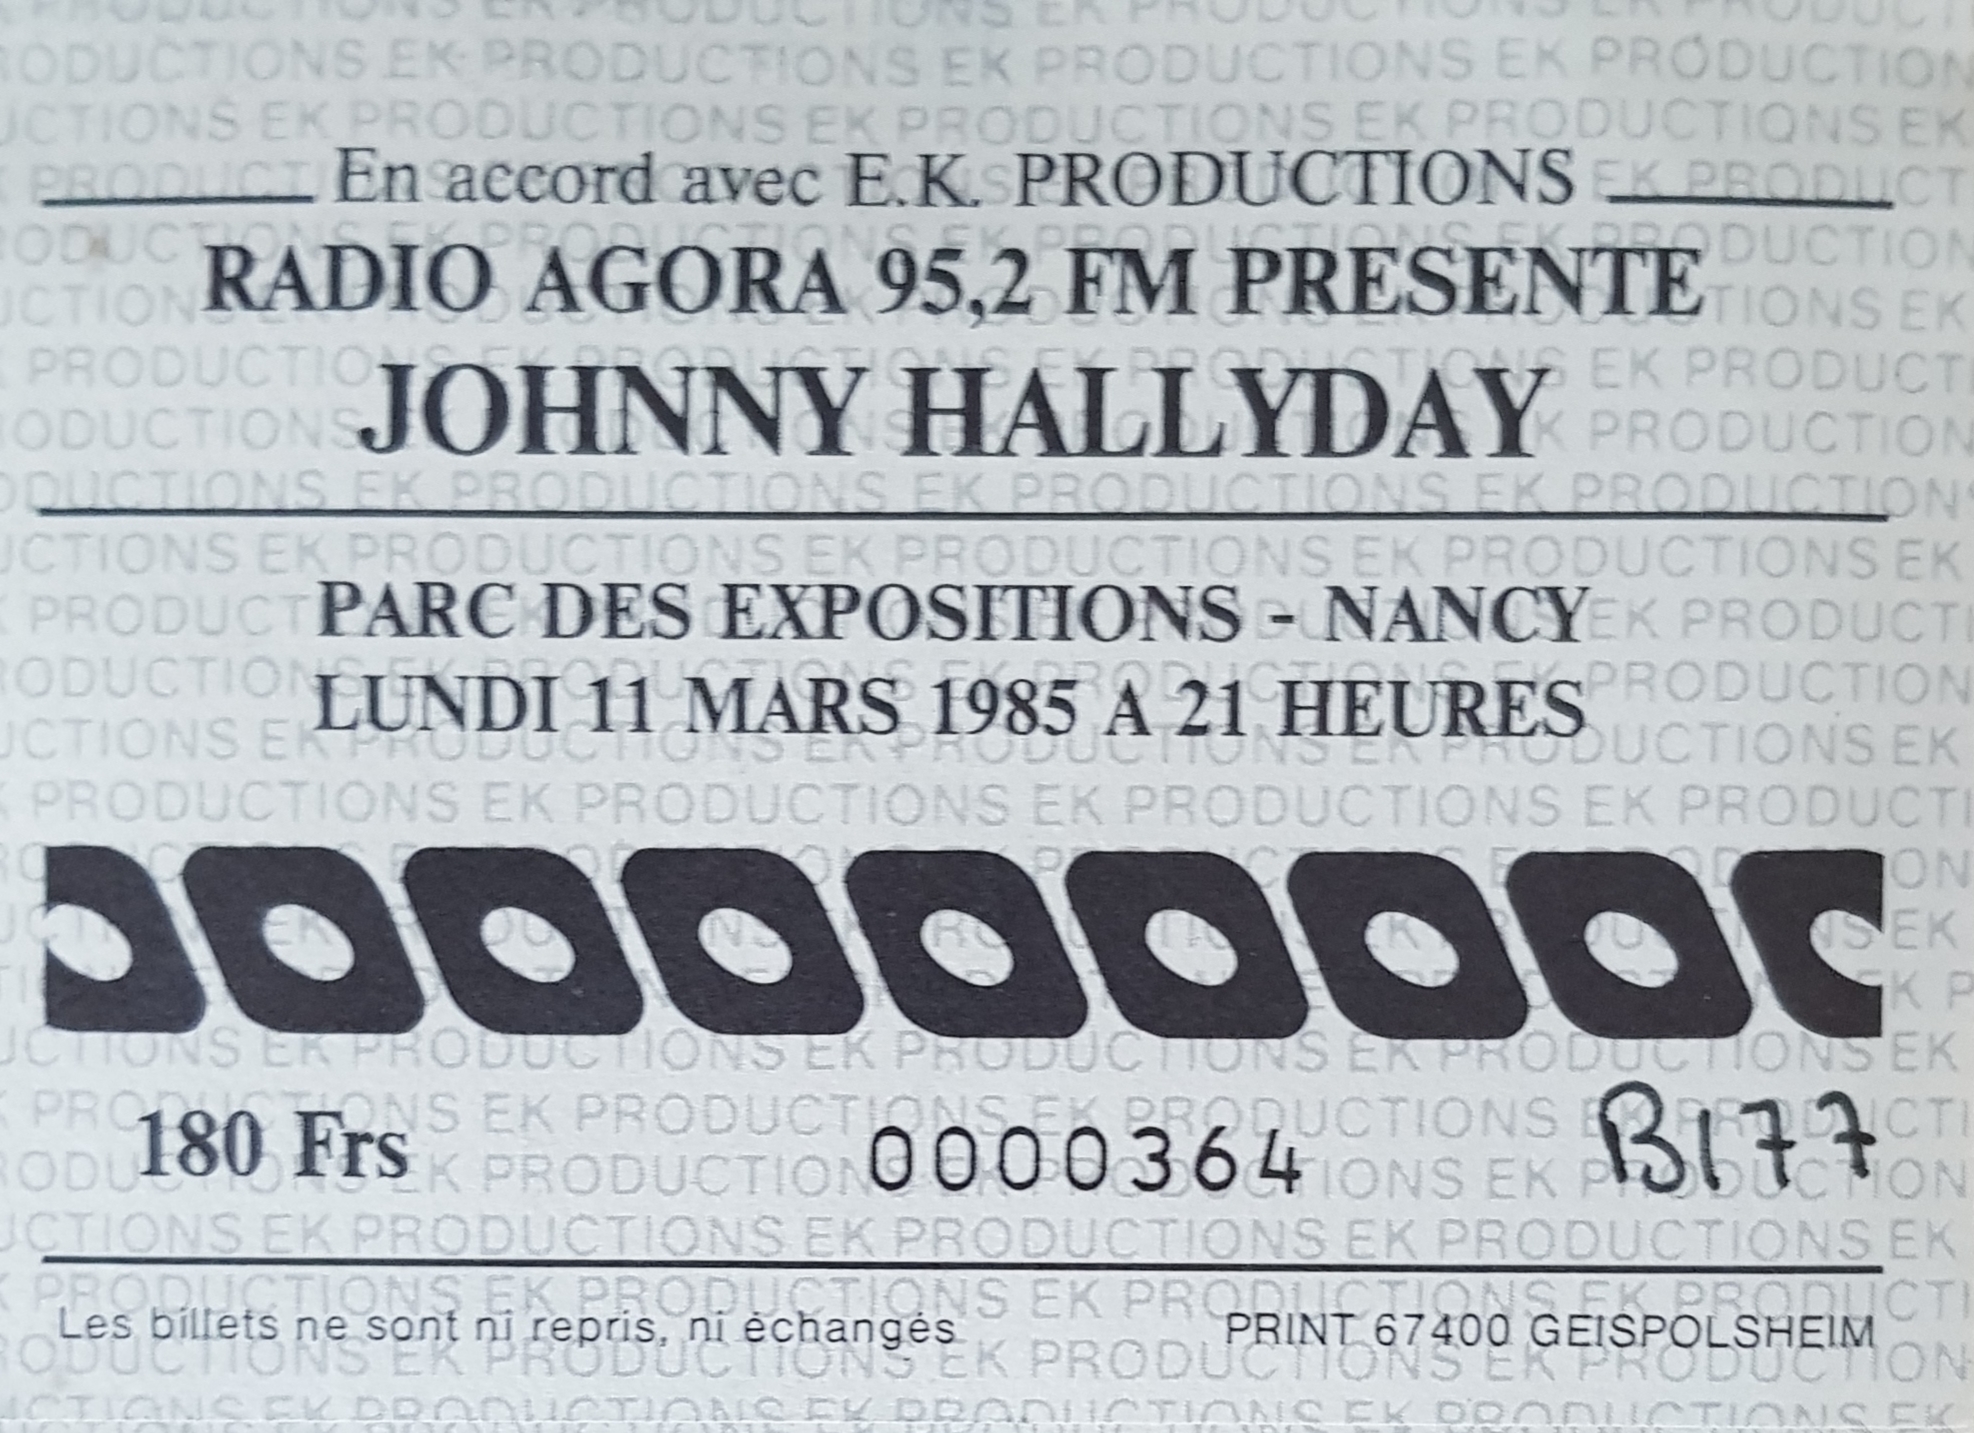 En accord avec E.K. PRODUCTIONS
RADIO AGORA 95,2 FM PRESENTE
JOHNNY HALLYDAY
PARC DES EXPOSITIONS - NANCY
LUNDI 11 MARS 1985 A 21 HEURES
180 Frs 0000364 B177
Les billets ne sont ni repris, ni échangés PRINT 67400 GEISPOLSHEIM